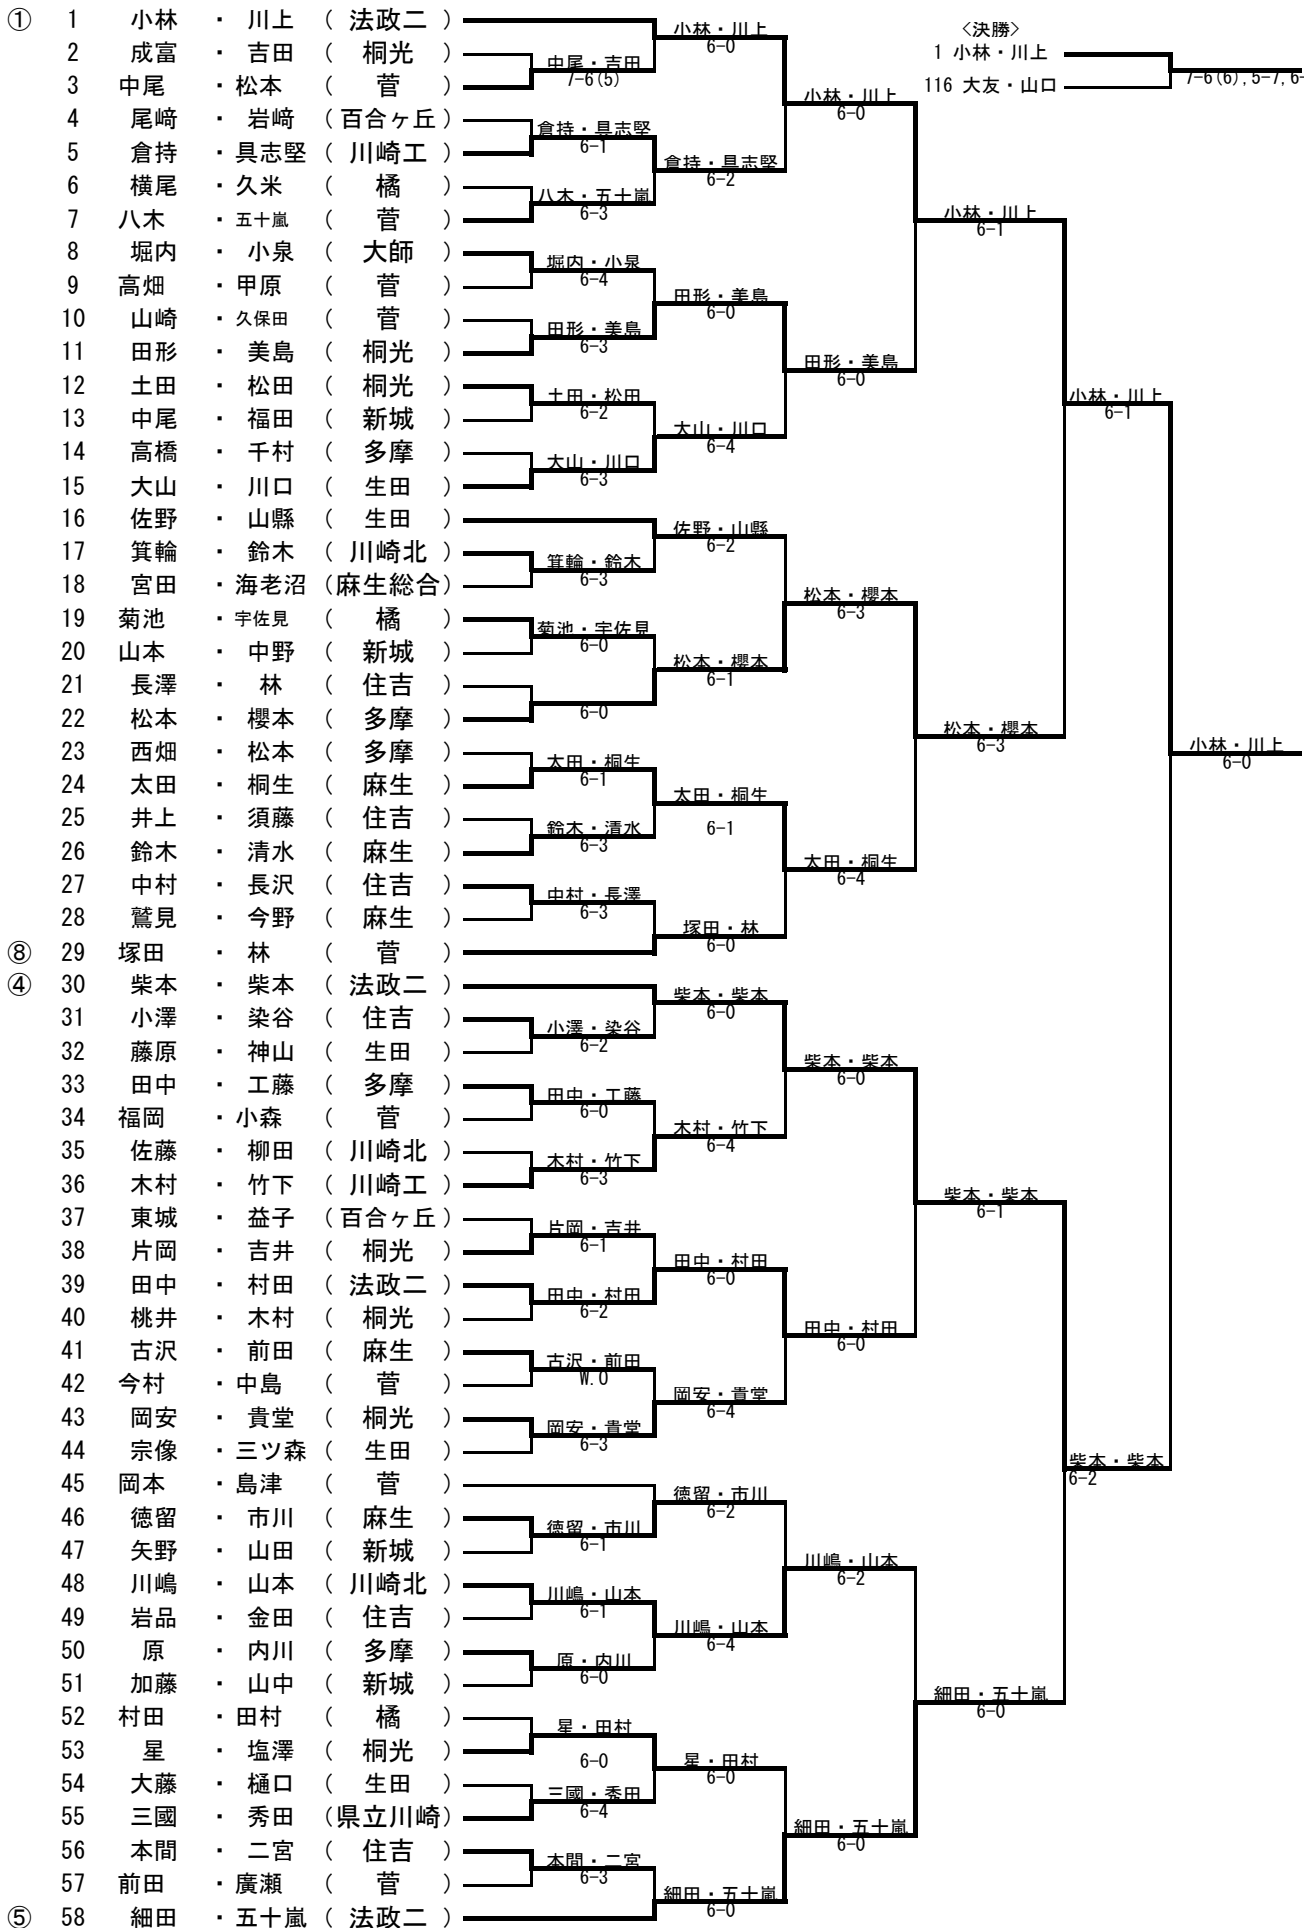 ① 1 小林 ・ 川上 ( 法政二 )
2 成富 ・ 吉田 ( 桐光 )
3 中尾 ・ 松本 ( 菅 )
4 尾﨑 ・ 岩﨑 ( 百合ヶ丘 )
5 倉持 ・ 具志堅 ( 川崎工 )
6 横尾 ・ 久米 ( 橘 )
7 八木 ・ 五十嵐 ( 菅 )
8 堀内 ・ 小泉 ( 大師 )
9 高畑 ・ 甲原 ( 菅 )
10 山崎 ・ 久保田 ( 菅 )
11 田形 ・ 美島 ( 桐光 )
12 土田 ・ 松田 ( 桐光 )
13 中尾 ・ 福田 ( 新城 )
14 高橋 ・ 千村 ( 多摩 )
15 大山 ・ 川口 ( 生田 )
16 佐野 ・ 山縣 ( 生田 )
17 箕輪 ・ 鈴木 ( 川崎北 )
18 宮田 ・ 海老沼 ( 麻生総合 )
19 菊池 ・ 宇佐見 ( 橘 )
20 山本 ・ 中野 ( 新城 )
21 長澤 ・ 林 ( 住吉 )
22 松本 ・ 櫻本 ( 多摩 )
23 西畑 ・ 松本 ( 多摩 )
24 太田 ・ 桐生 ( 麻生 )
25 井上 ・ 須藤 ( 住吉 )
26 鈴木 ・ 清水 ( 麻生 )
27 中村 ・ 長沢 ( 住吉 )
28 鷲見 ・ 今野 ( 麻生 )
⑧ 29 塚田 ・ 林 ( 菅 )
④ 30 柴本 ・ 柴本 ( 法政二 )
31 小澤 ・ 染谷 ( 住吉 )
32 藤原 ・ 神山 ( 生田 )
33 田中 ・ 工藤 ( 多摩 )
34 福岡 ・ 小森 ( 菅 )
35 佐藤 ・ 柳田 ( 川崎北 )
36 木村 ・ 竹下 ( 川崎工 )
37 東城 ・ 益子 ( 百合ヶ丘 )
38 片岡 ・ 吉井 ( 桐光 )
39 田中 ・ 村田 ( 法政二 )
40 桃井 ・ 木村 ( 桐光 )
41 古沢 ・ 前田 ( 麻生 )
42 今村 ・ 中島 ( 菅 )
43 岡安 ・ 貴堂 ( 桐光 )
44 宗像 ・ 三ツ森 ( 生田 )
45 岡本 ・ 島津 ( 菅 )
46 徳留 ・ 市川 ( 麻生 )
47 矢野 ・ 山田 ( 新城 )
48 川嶋 ・ 山本 ( 川崎北 )
49 岩品 ・ 金田 ( 住吉 )
50 原 ・ 内川 ( 多摩 )
51 加藤 ・ 山中 ( 新城 )
52 村田 ・ 田村 ( 橘 )
53 星 ・ 塩澤 ( 桐光 )
54 大藤 ・ 樋口 ( 生田 )
55 三國 ・ 秀田 ( 県立川崎 )
56 本間 ・ 二宮 ( 住吉 )
57 前田 ・ 廣瀬 ( 菅 )
⑤ 58 細田 ・ 五十嵐 ( 法政二 )
中尾・吉田
7-6(5)
倉持・具志堅
6-1
八木・五十嵐
6-3
堀内・小泉
6-4
田形・美島
6-3
土田・松田
6-2
大山・川口
6-3
箕輪・鈴木
6-3
菊池・宇佐見
6-0
6-0
太田・桐生
6-1
鈴木・清水
6-3
中村・長澤
6-3
小澤・染谷
6-2
田中・工藤
6-0
木村・竹下
6-3
片岡・吉井
6-1
田中・村田
6-2
古沢・前田
W.O
岡安・貴堂
6-3
徳留・市川
6-1
川嶋・山本
6-1
原・内川
6-0
星・田村
6-0
三國・秀田
6-4
本間・二宮
6-3
小林・川上
6-0
倉持・具志堅
6-2
田形・美島
6-0
大山・川口
6-4
佐野・山縣
6-2
松本・櫻本
6-1
太田・桐生
6-1
塚田・林
6-0
柴本・柴本
6-0
木村・竹下
6-4
田中・村田
6-0
岡安・貴堂
6-4
徳留・市川
6-2
川嶋・山本
6-4
星・田村
6-0
細田・五十嵐
6-0
小林・川上
6-0
田形・美島
6-0
松本・櫻本
6-3
太田・桐生
6-4
柴本・柴本
6-0
田中・村田
6-0
川嶋・山本
6-2
細田・五十嵐
6-0
小林・川上
6-1
松本・櫻本
6-3
柴本・柴本
6-1
細田・五十嵐
6-0
小林・川上
6-1
柴本・柴本
6-2
小林・川上
6-0
〈決勝〉
1 小林・川上
116 大友・山口
7-6(6),5-7,6-